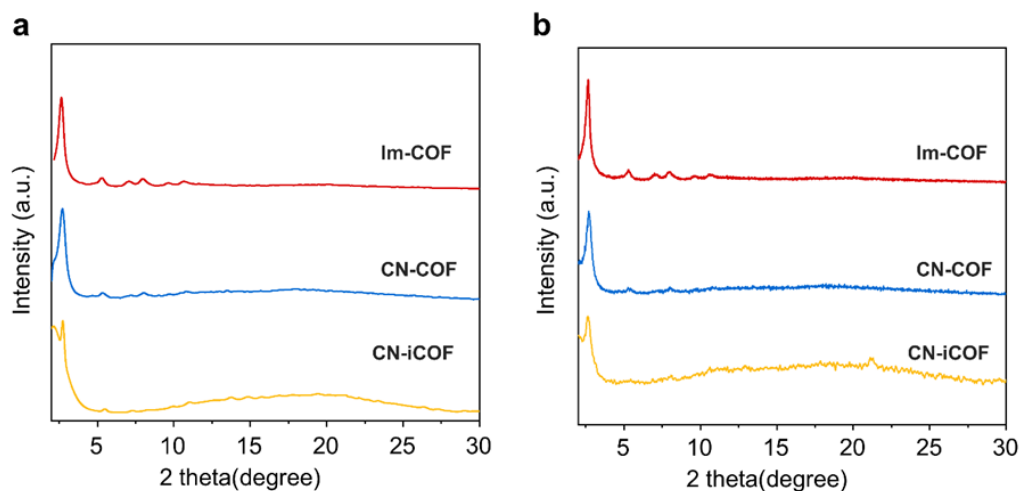 a
Intensity (a.u.)
Im-COF
CN-COF
CN-iCOF
5 10 15 20 25 30
2 theta(degree)
b
Intensity (a.u.)
Im-COF
CN-COF
CN-iCOF
5 10 15 20 25 30
2 theta(degree)